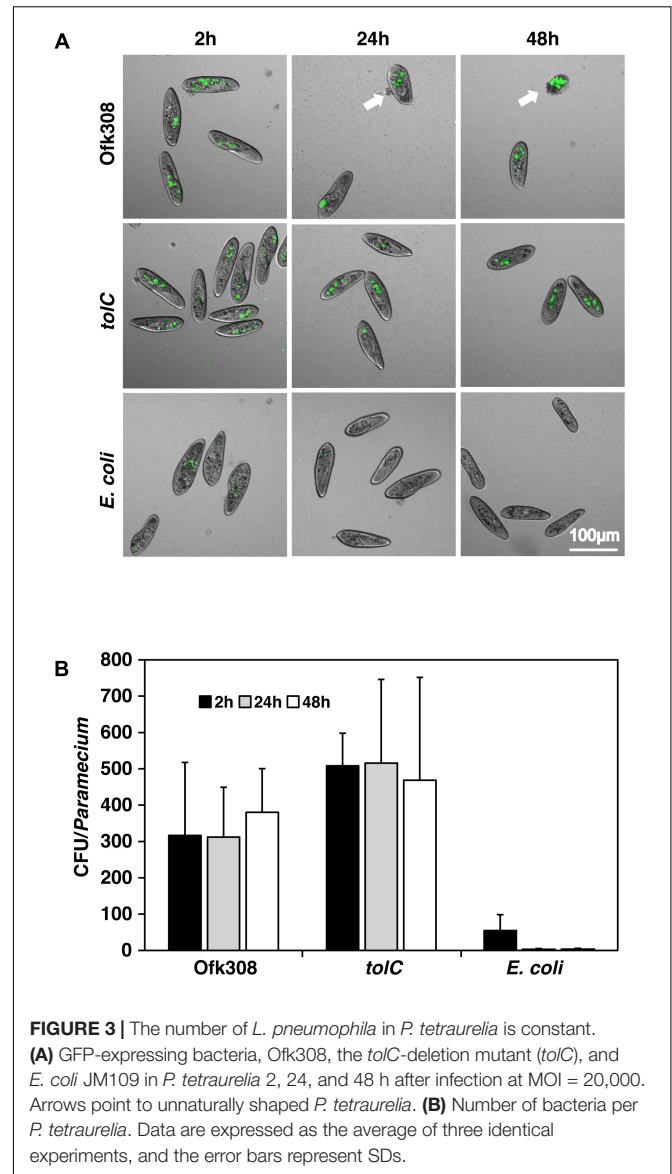 A
2h 24h 48h
Ofk308
tolC
E. coli
100µm
B
800
700
600
500
400
300
200
100
0
CFU/Paramecium
2h 24h 48h
Ofk308 tolC E. coli
FIGURE 3 | The number of L. pneumophila in P. tetraurelia is constant.
(A) GFP-expressing bacteria, Ofk308, the tolC-deletion mutant (tolC), and
E. coli JM109 in P. tetraurelia 2, 24, and 48 h after infection at MOI = 20,000.
Arrows point to unnaturally shaped P. tetraurelia. (B) Number of bacteria per
P. tetraurelia. Data are expressed as the average of three identical
experiments, and the error bars represent SDs.